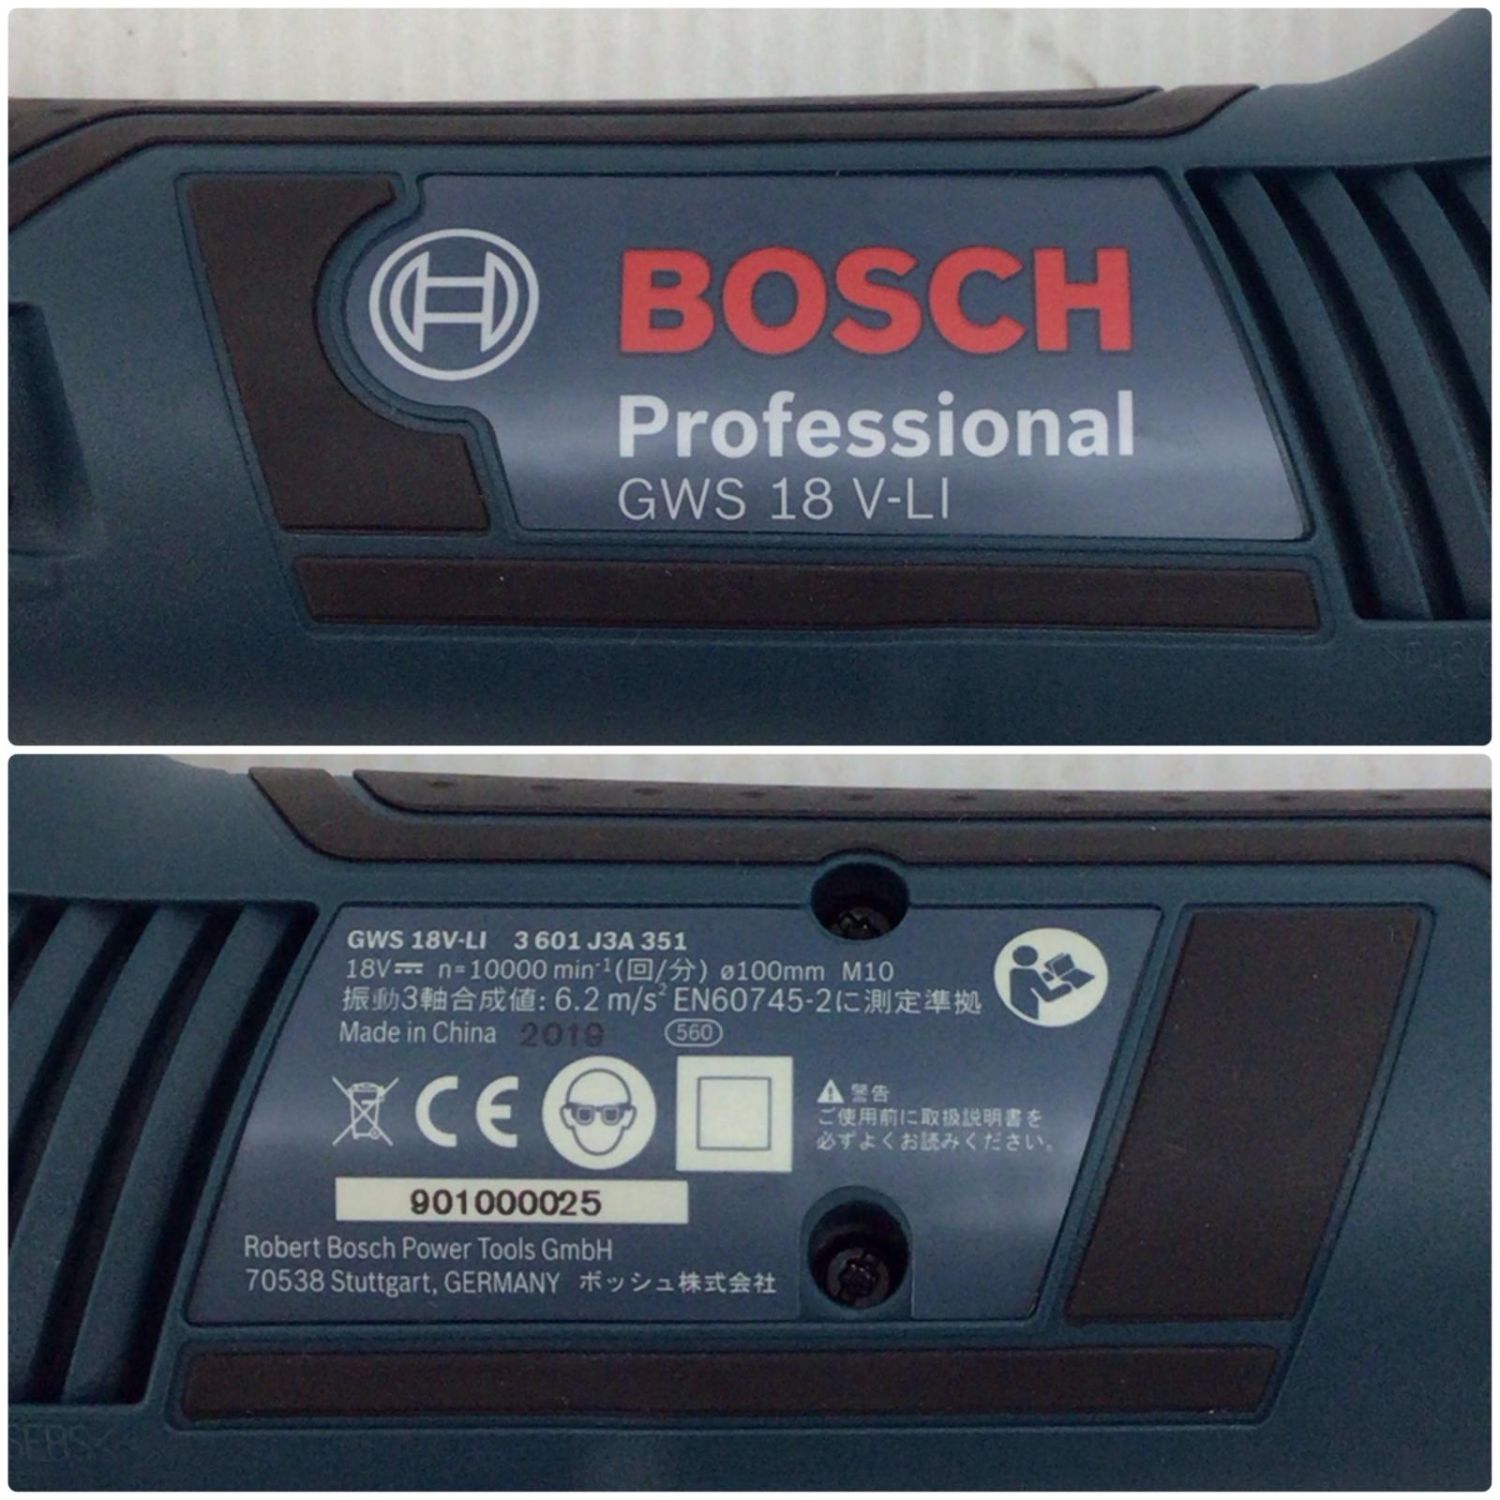 BOSCH
Professional
GWS 18 V-LI
GWS 18V-LI 3 601 J3A 351
18V⎓ n=10000 min⁻¹(回/分) ø100mm M10
振動3軸合成値: 6.2 m/s² EN60745-2に測定準拠
Made in China 2019 560
CE
警告
ご使用前に取扱説明書を
必ずよくお読みください。
901000025
Robert Bosch Power Tools GmbH
70538 Stuttgart, GERMANY ボッシュ株式会社